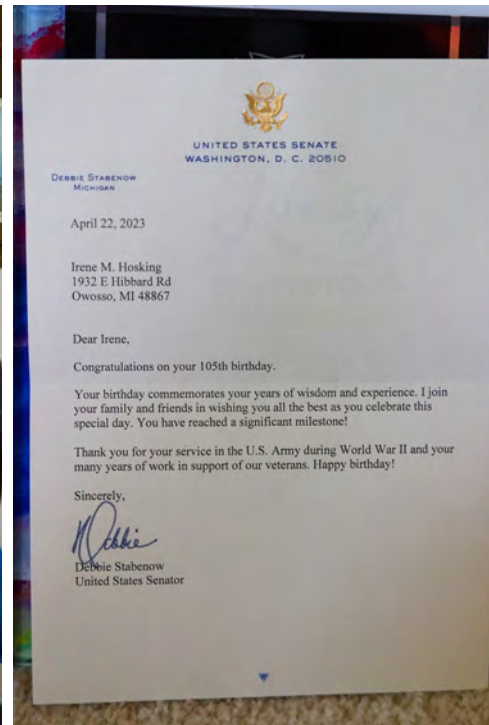 UNITED STATES SENATE
WASHINGTON, D. C. 20510
DEBBIE STABENOW
MICHIGAN
April 22, 2023
Irene M. Hosking
1932 E Hibbard Rd
Owosso, MI 48867
Dear Irene,
Congratulations on your 105th birthday.
Your birthday commemorates your years of wisdom and experience. I join
your family and friends in wishing you all the best as you celebrate this
special day. You have reached a significant milestone!
Thank you for your service in the U.S. Army during World War II and your
many years of work in support of our veterans. Happy birthday!
Sincerely,
Debbie
Debbie Stabenow
United States Senator